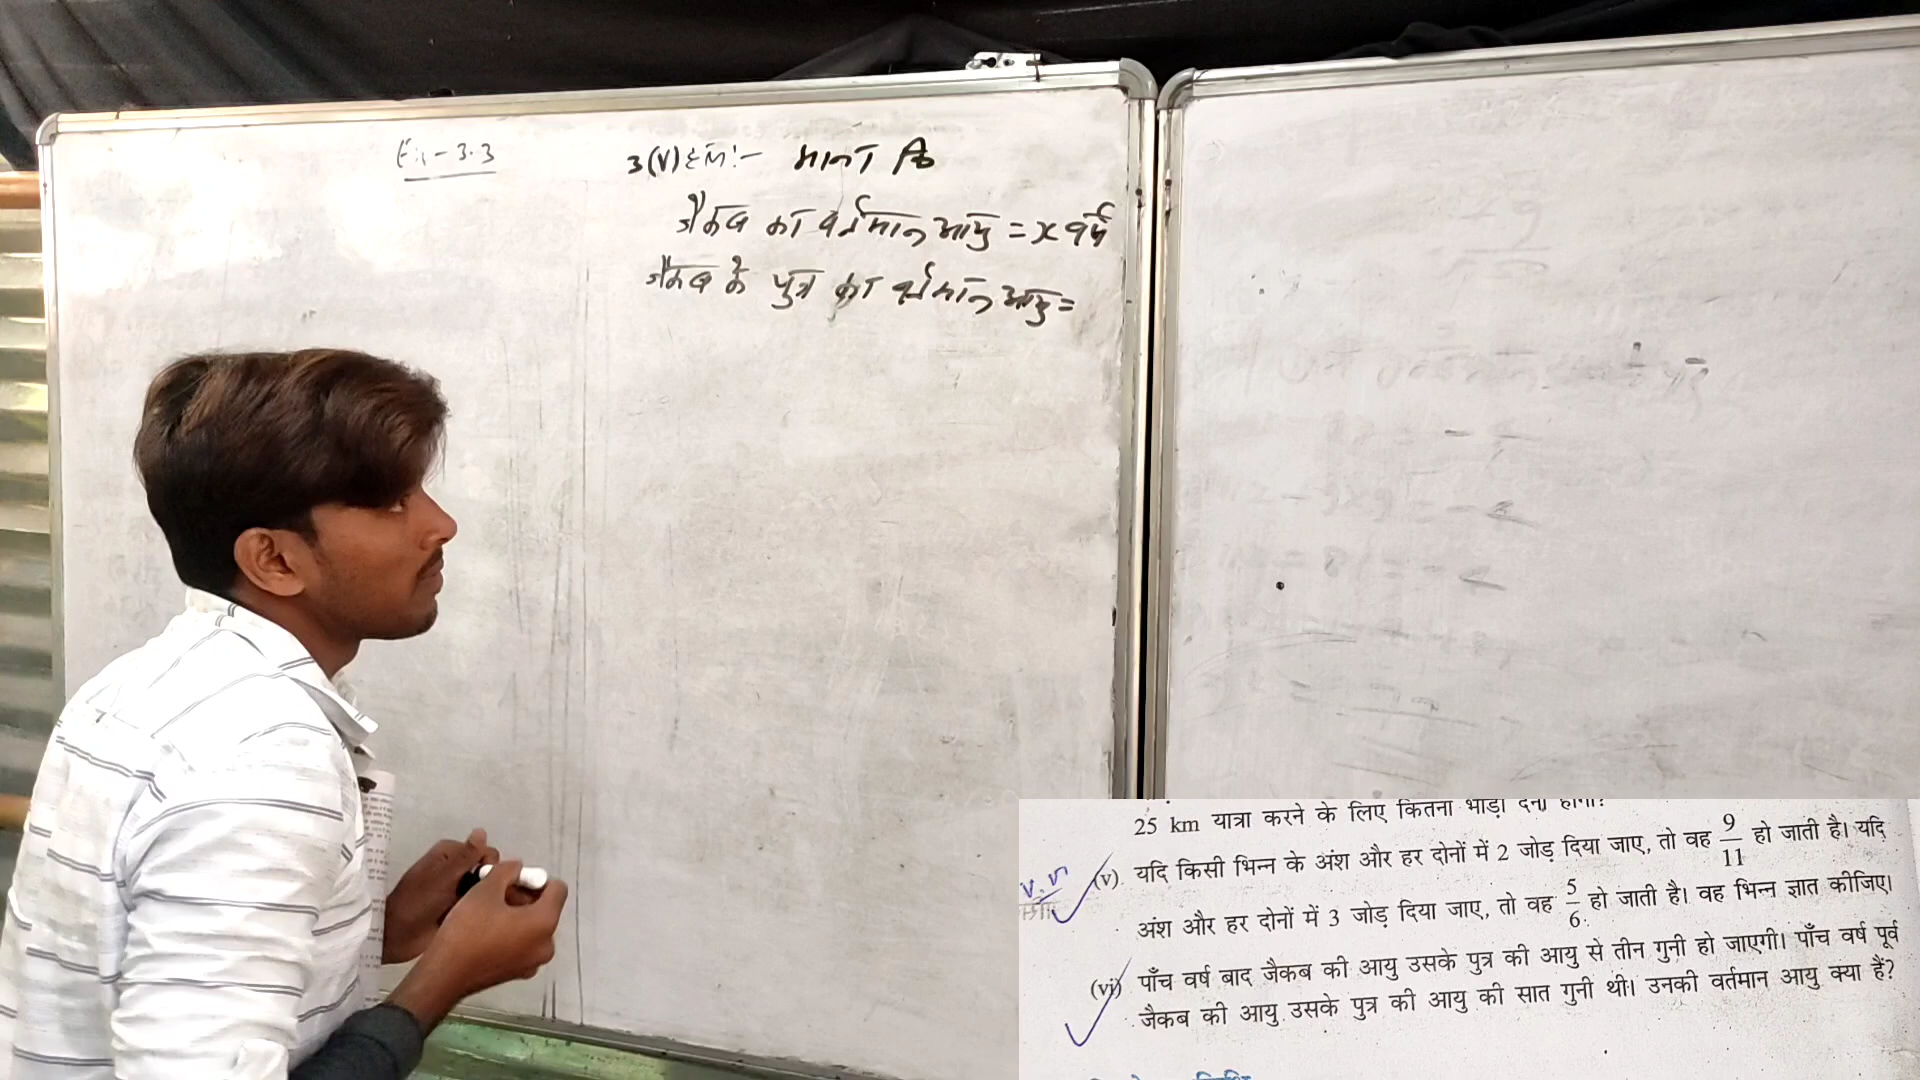 Ex-3.3
3(V) हल:- माना कि
जैकब का वर्तमान आयु = x वर्ष
जैकब के पुत्र का वर्तमान आयु =
25 km यात्रा करने के लिए कितना भाड़ा देना होगा?
(v). यदि किसी भिन्न के अंश और हर दोनों में 2 जोड़ दिया जाए, तो वह 9/11 हो जाती है। यदि
अंश और हर दोनों में 3 जोड़ दिया जाए, तो वह 5/6 हो जाती है। वह भिन्न ज्ञात कीजिए।
(vi) पाँच वर्ष बाद जैकब की आयु उसके पुत्र की आयु से तीन गुनी हो जाएगी। पाँच वर्ष पूर्व
जैकब की आयु उसके पुत्र की आयु की सात गुनी थी। उनकी वर्तमान आयु क्या हैं?
v.v